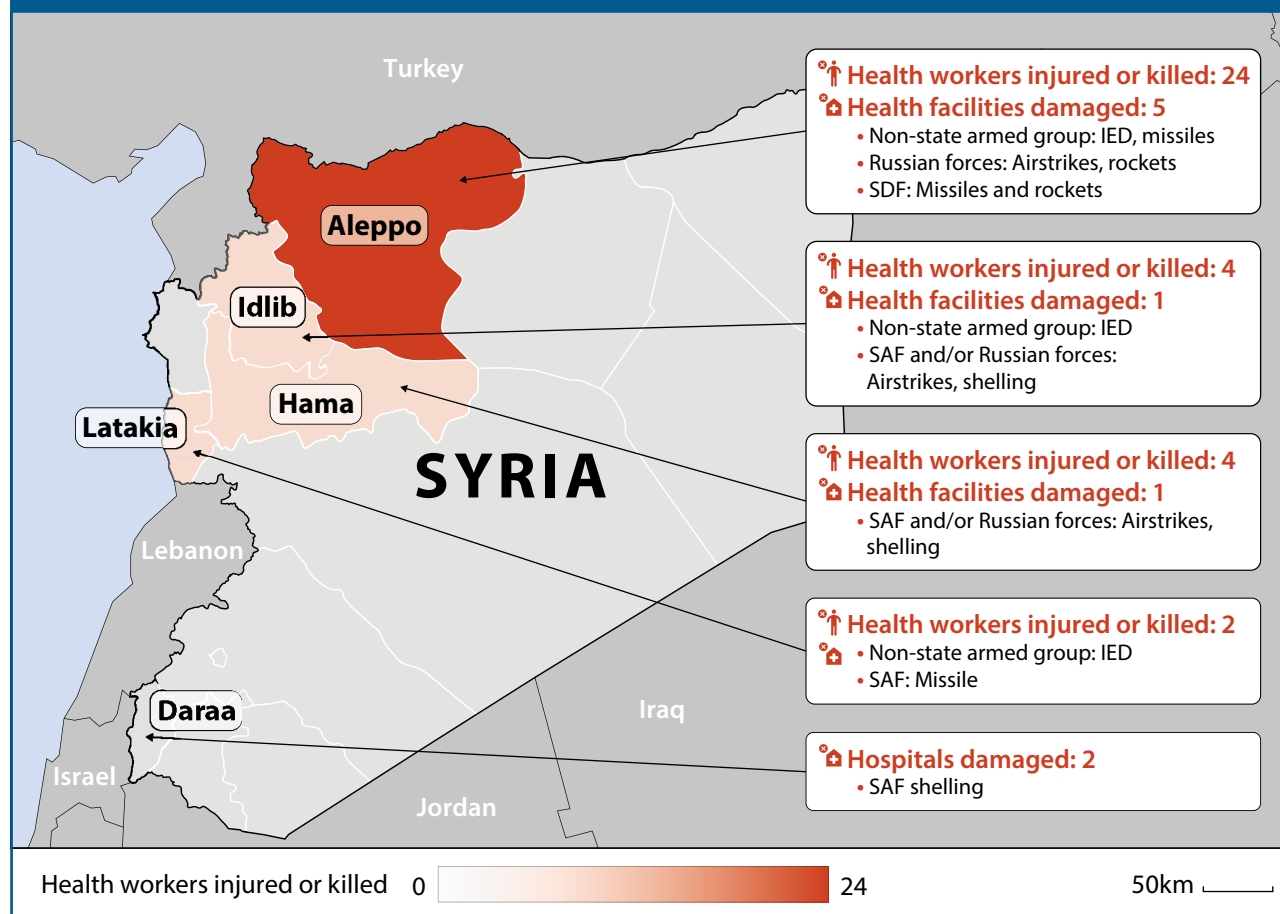 Turkey
Health workers injured or killed: 24
Health facilities damaged: 5
• Non-state armed group: IED, missiles
• Russian forces: Airstrikes, rockets
• SDF: Missiles and rockets
Aleppo
Health workers injured or killed: 4
Health facilities damaged: 1
• Non-state armed group: IED
• SAF and/or Russian forces:
Airstrikes, shelling
Idlib
Hama
Latakia
SYRIA
Health workers injured or killed: 4
Health facilities damaged: 1
• SAF and/or Russian forces: Airstrikes,
shelling
Lebanon
Health workers injured or killed: 2
• Non-state armed group: IED
• SAF: Missile
Daraa
Iraq
Hospitals damaged: 2
• SAF shelling
Israel
Jordan
Health workers injured or killed 0 24
50km